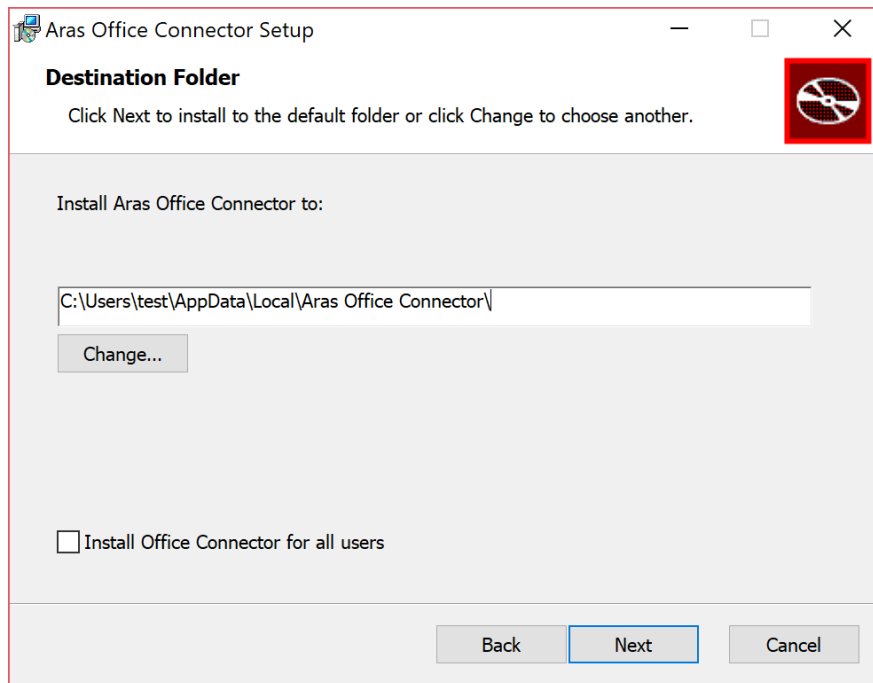 Aras Office Connector Setup
Destination Folder
Click Next to install to the default folder or click Change to choose another.
Install Aras Office Connector to:
C:\Users\test\AppData\Local\Aras Office Connector\
Change...
Install Office Connector for all users
Back Next Cancel